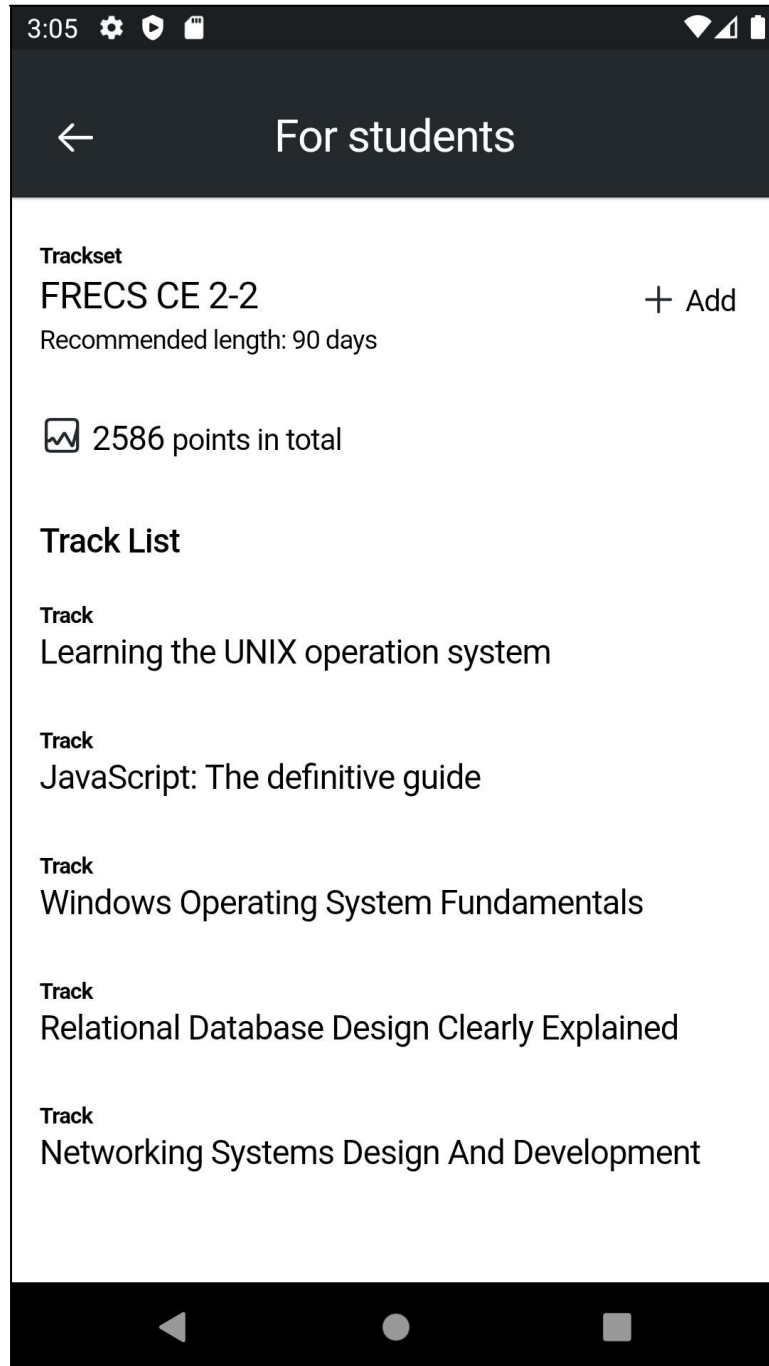 3:05
For students
Trackset
FRECS CE 2-2
+ Add
Recommended length: 90 days
2586 points in total
Track List
Track
Learning the UNIX operation system
Track
JavaScript: The definitive guide
Track
Windows Operating System Fundamentals
Track
Relational Database Design Clearly Explained
Track
Networking Systems Design And Development